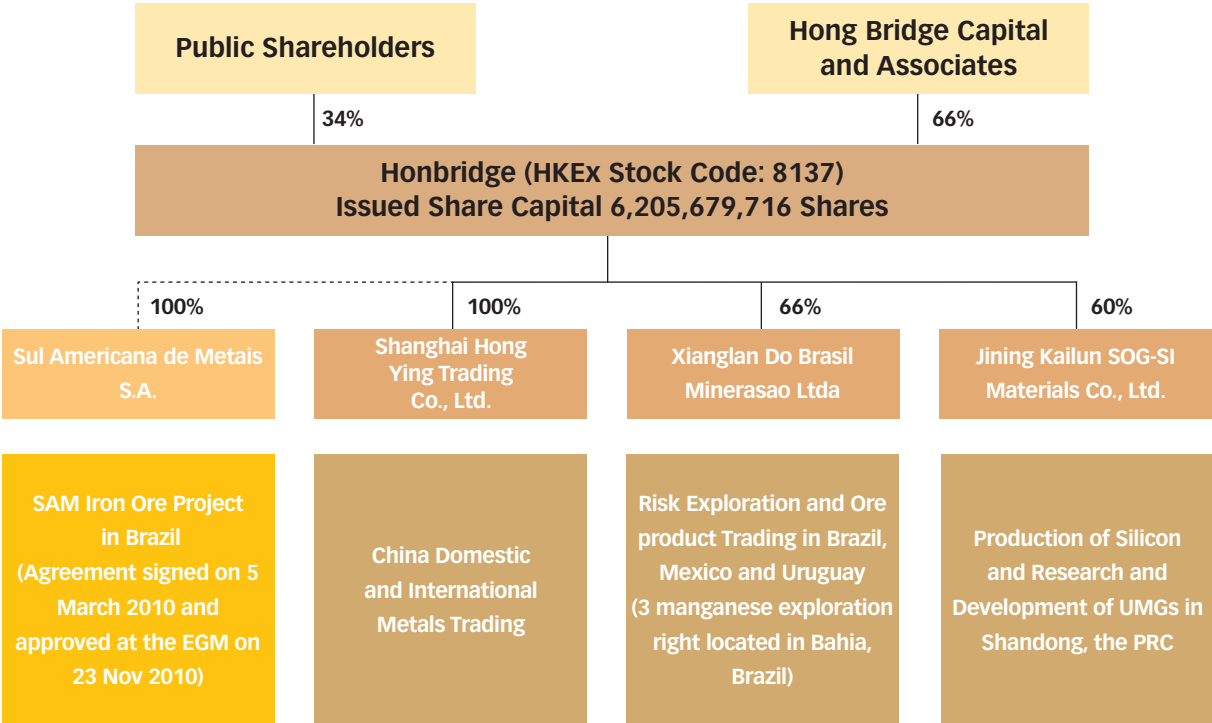 Public Shareholders
Hong Bridge Capital
and Associates
34%
66%
Honbridge (HKEx Stock Code: 8137)
Issued Share Capital 6,205,679,716 Shares
100%
100%
66%
60%
Sul Americana de Metais
S.A.
Shanghai Hong
Ying Trading
Co., Ltd.
Xianglan Do Brasil
Minerasao Ltda
Jining Kailun SOG-SI
Materials Co., Ltd.
SAM Iron Ore Project
in Brazil
(Agreement signed on 5
March 2010 and
approved at the EGM on
23 Nov 2010)
China Domestic
and International
Metals Trading
Risk Exploration and Ore
product Trading in Brazil,
Mexico and Uruguay
(3 manganese exploration
right located in Bahia,
Brazil)
Production of Silicon
and Research and
Development of UMGs in
Shandong, the PRC